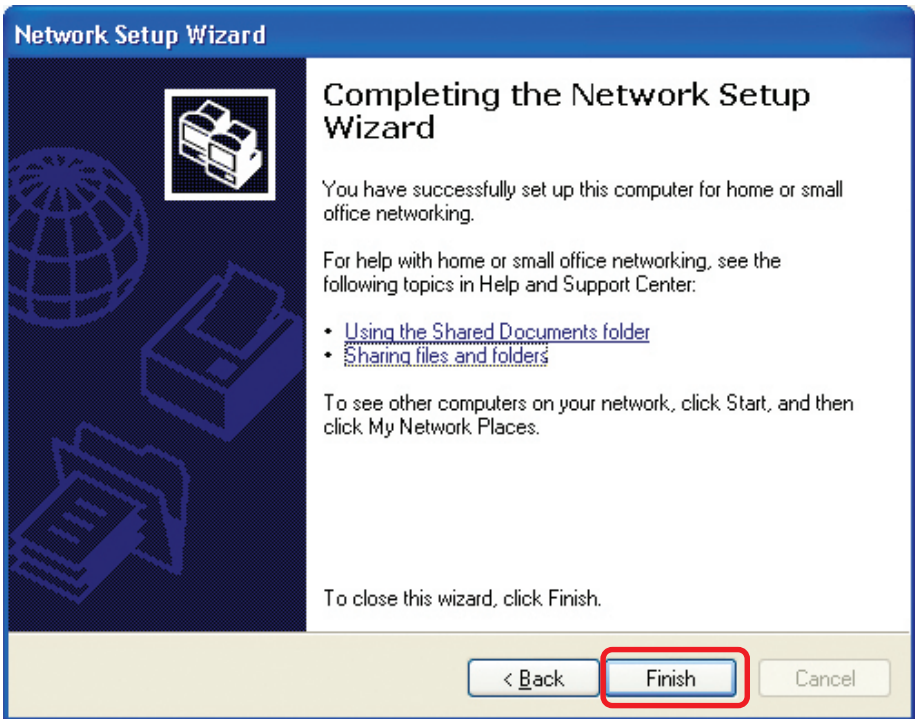 Network Setup Wizard
Completing the Network Setup
Wizard
You have successfully set up this computer for home or small
office networking.
For help with home or small office networking, see the
following topics in Help and Support Center:
• Using the Shared Documents folder
• Sharing files and folders
To see other computers on your network, click Start, and then
click My Network Places.
To close this wizard, click Finish.
< Back Finish Cancel